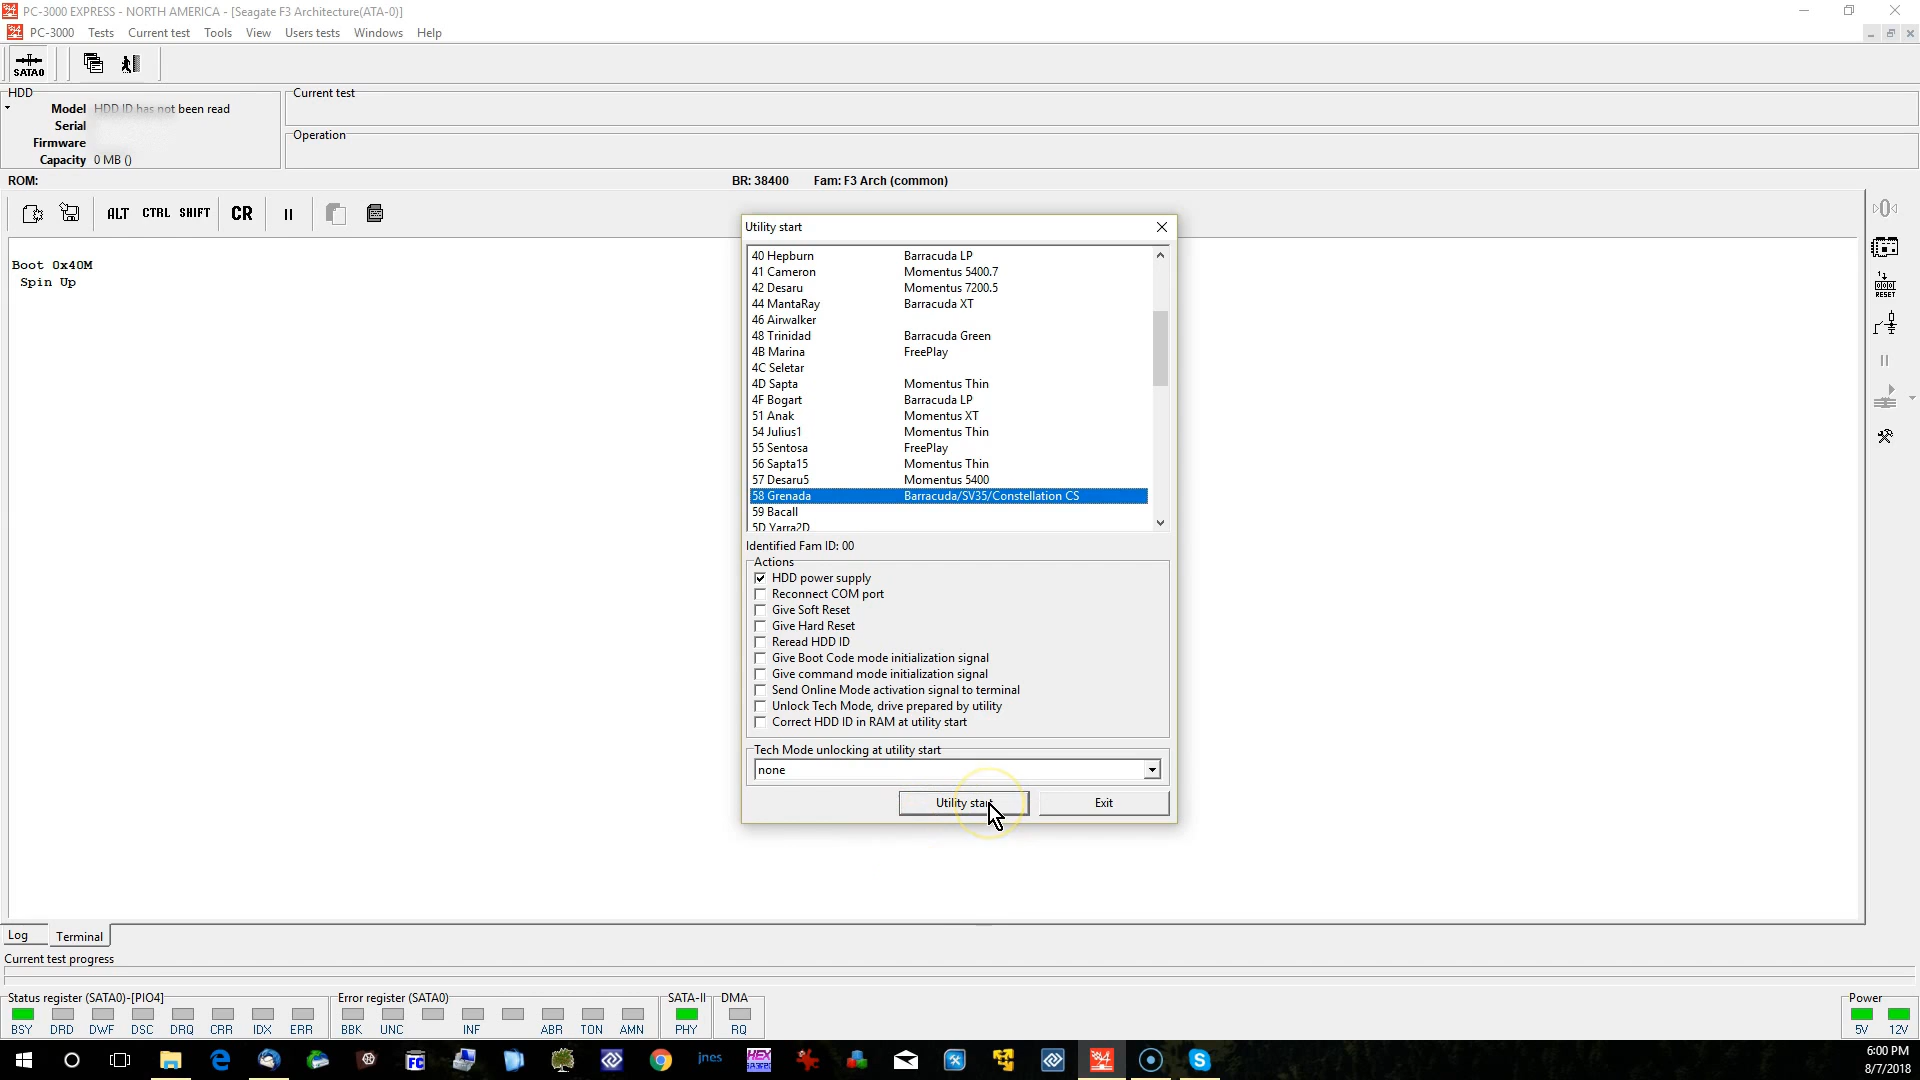 PC-3000 EXPRESS - NORTH AMERICA - [Seagate F3 Architecture(ATA-0)]
PC-3000 Tests Current test Tools View Users tests Windows Help
SATA0
HDD
Model HDD ID has not been read
Serial
Firmware
Capacity 0 MB ()
Current test
Operation
ROM: BR: 38400 Fam: F3 Arch (common)
ALT CTRL SHIFT CR
Boot 0x40M
Spin Up
Utility start
40 Hepburn Barracuda LP
41 Cameron Momentus 5400.7
42 Desaru Momentus 7200.5
44 MantaRay Barracuda XT
46 Airwalker
48 Trinidad Barracuda Green
4B Marina FreePlay
4C Seletar
4D Sapta Momentus Thin
4F Bogart Barracuda LP
51 Anak Momentus XT
54 Julius1 Momentus Thin
55 Sentosa FreePlay
56 Sapta15 Momentus Thin
57 Desaru5 Momentus 5400
58 Grenada Barracuda/SV35/Constellation CS
59 Bacall
5D Yarra2D
Identified Fam ID: 00
Actions
HDD power supply
Reconnect COM port
Give Soft Reset
Give Hard Reset
Reread HDD ID
Give Boot Code mode initialization signal
Give command mode initialization signal
Send Online Mode activation signal to terminal
Unlock Tech Mode, drive prepared by utility
Correct HDD ID in RAM at utility start
Tech Mode unlocking at utility start
none
Utility start Exit
RESET
Log Terminal
Current test progress
Status register (SATA0)-[PIO4] Error register (SATA0) SATA-II DMA Power
BSY DRD DWF DSC DRQ CRR IDX ERR BBK UNC INF ABR TON AMN PHY RQ 5V 12V
FC jnes HEX
6:00 PM
8/7/2018